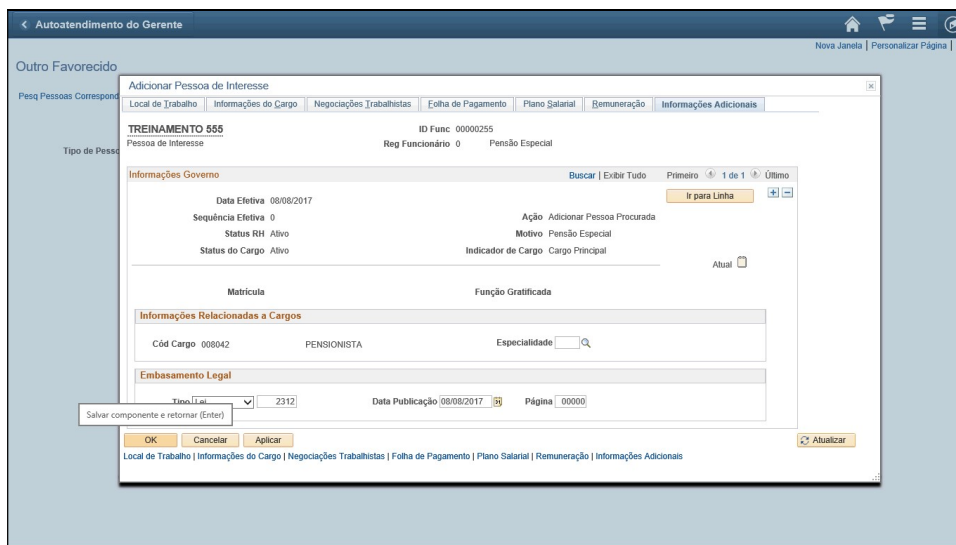 Autoatendimento do Gerente
Nova Janela | Personalizar Página |
Outro Favorecido
Adicionar Pessoa de Interesse
Pesq Pessoas Correspond
Local de Trabalho Informações do Cargo Negociações Trabalhistas Folha de Pagamento Plano Salarial Remuneração Informações Adicionais
TREINAMENTO 555 ID Func 00000255
Pessoa de Interesse Reg Funcionário 0 Pensão Especial
Tipo de Pesso
Informações Governo Buscar | Exibir Tudo Primeiro 1 de 1 Último
Ir para Linha
Data Efetiva 08/08/2017
Sequência Efetiva 0 Ação Adicionar Pessoa Procurada
Status RH Ativo Motivo Pensão Especial
Status do Cargo Ativo Indicador de Cargo Cargo Principal
Atual
Matrícula Função Gratificada
Informações Relacionadas a Cargos
Cód Cargo 008042 PENSIONISTA Especialidade
Embasamento Legal
Tipo Lei 2312 Data Publicação 08/08/2017 Página 00000
Salvar componente e retornar (Enter)
OK Cancelar Aplicar Atualizar
Local de Trabalho | Informações do Cargo | Negociações Trabalhistas | Folha de Pagamento | Plano Salarial | Remuneração | Informações Adicionais